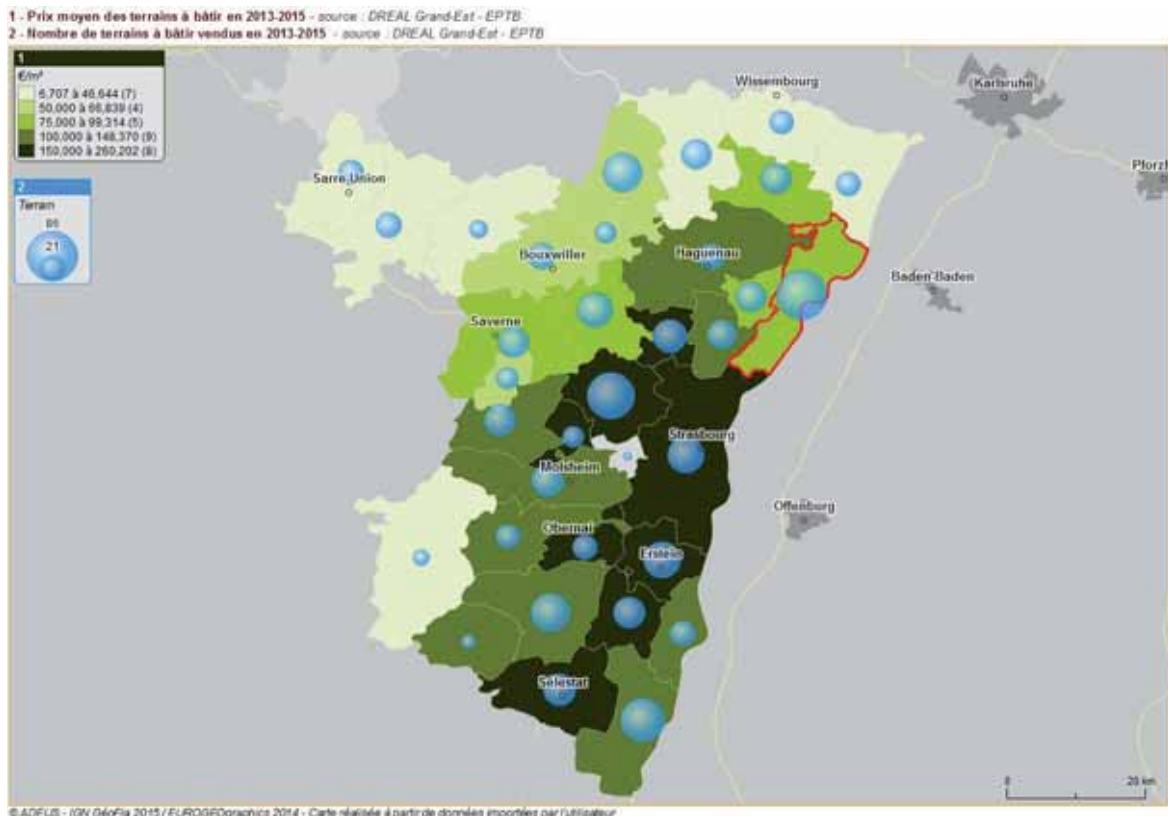 1 - Prix moyen des terrains à bâtir en 2013-2015 - source : DREAL Grand-Est - EPTB
2 - Nombre de terrains à bâtir vendus en 2013-2015 - source : DREAL Grand-Est - EPTB
1
€/m²
6,707 à 46,644 (7)
50,000 à 66,839 (4)
75,000 à 99,314 (5)
100,000 à 148,370 (9)
150,000 à 260,202 (8)
2
Terrain
86
21
Wissembourg
Karlsruhe
Pforzh
Sarre-Union
Bouxwiller
Haguenau
Baden-Baden
Saverne
Strasbourg
Molsheim
Offenburg
Obernai
Erstein
Sélestat
0 20 km
© ADEUS - IGN GéoFla 2015 / EUROGEOgraphics 2014 - Carte réalisée à partir de données importées par l'utilisateur